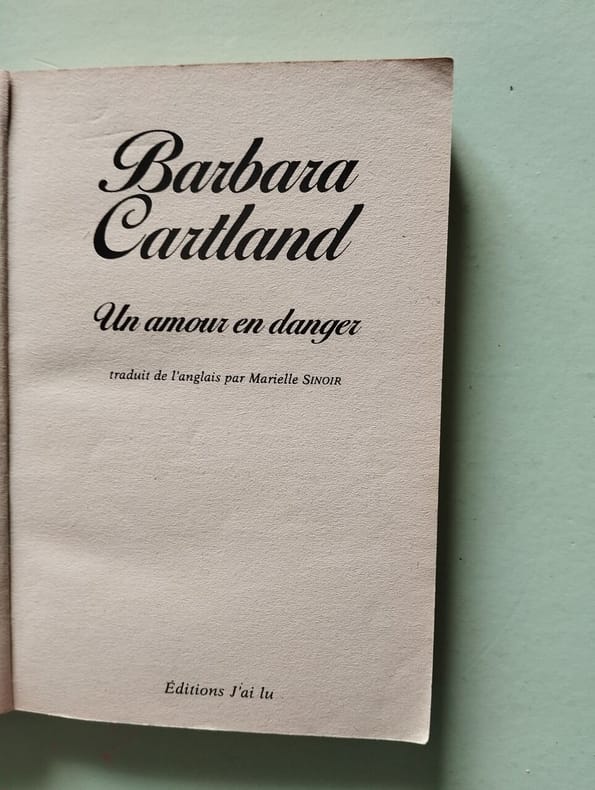 Barbara
Cartland
Un amour en danger
traduit de l'anglais par Marielle SINOIR
Éditions J'ai lu